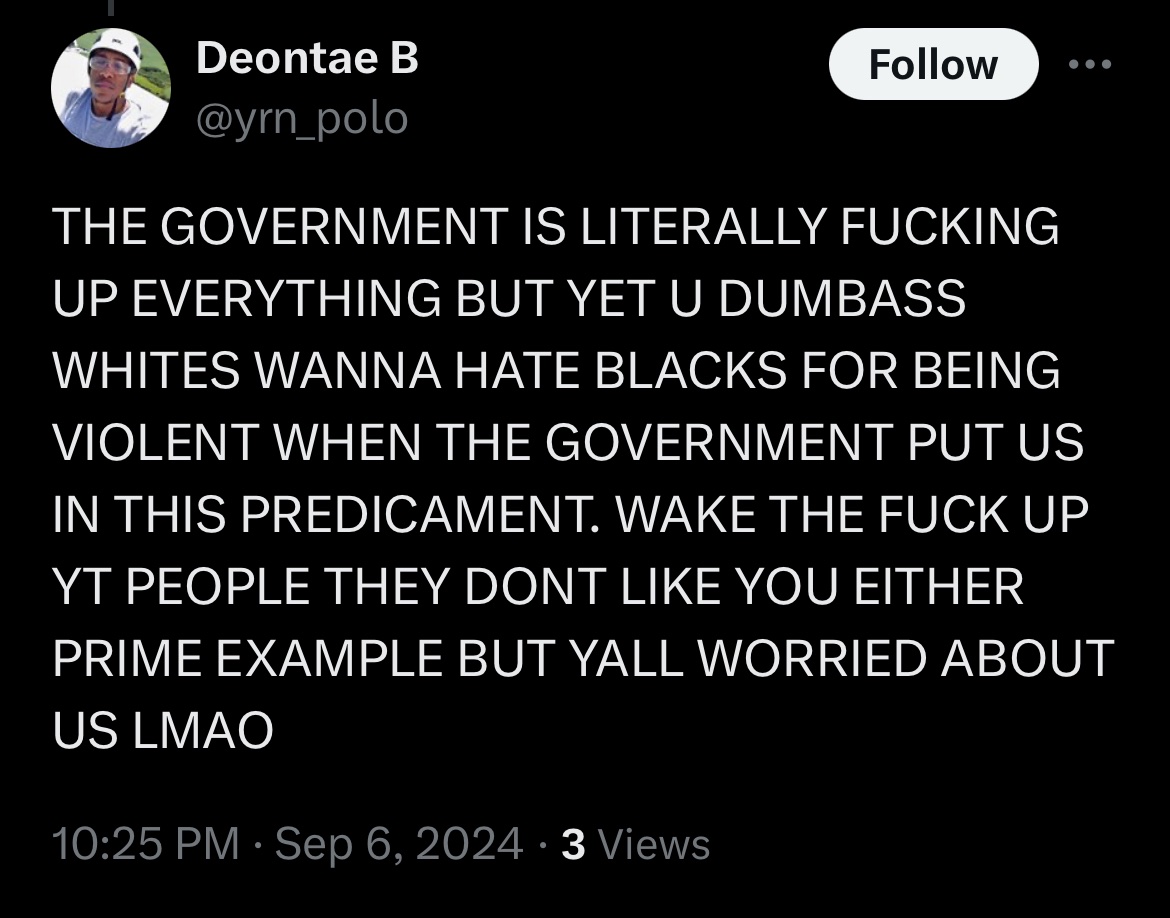 Deontae B
@yrn_polo
Follow
THE GOVERNMENT IS LITERALLY FUCKING
UP EVERYTHING BUT YET U DUMBASS
WHITES WANNA HATE BLACKS FOR BEING
VIOLENT WHEN THE GOVERNMENT PUT US
IN THIS PREDICAMENT. WAKE THE FUCK UP
YT PEOPLE THEY DONT LIKE YOU EITHER
PRIME EXAMPLE BUT YALL WORRIED ABOUT
US LMAO
10:25 PM · Sep 6, 2024 · 3 Views